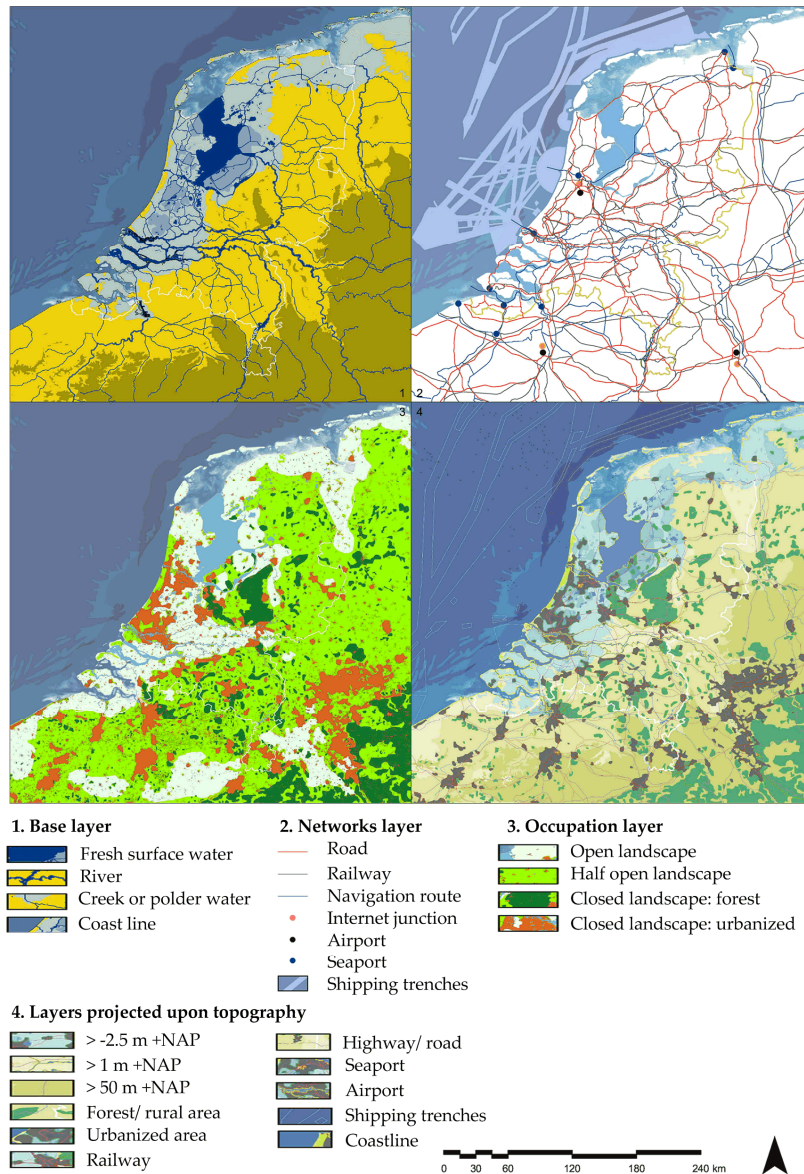 1
2
3
4
1. Base layer
Fresh surface water
River
Creek or polder water
Coast line
2. Networks layer
Road
Railway
Navigation route
Internet junction
Airport
Seaport
Shipping trenches
3. Occupation layer
Open landscape
Half open landscape
Closed landscape: forest
Closed landscape: urbanized
4. Layers projected upon topography
> -2.5 m +NAP
> 1 m +NAP
> 50 m +NAP
Forest/ rural area
Urbanized area
Railway
Highway/ road
Seaport
Airport
Shipping trenches
Coastline
0 15 30 45 60 120 180 240 km